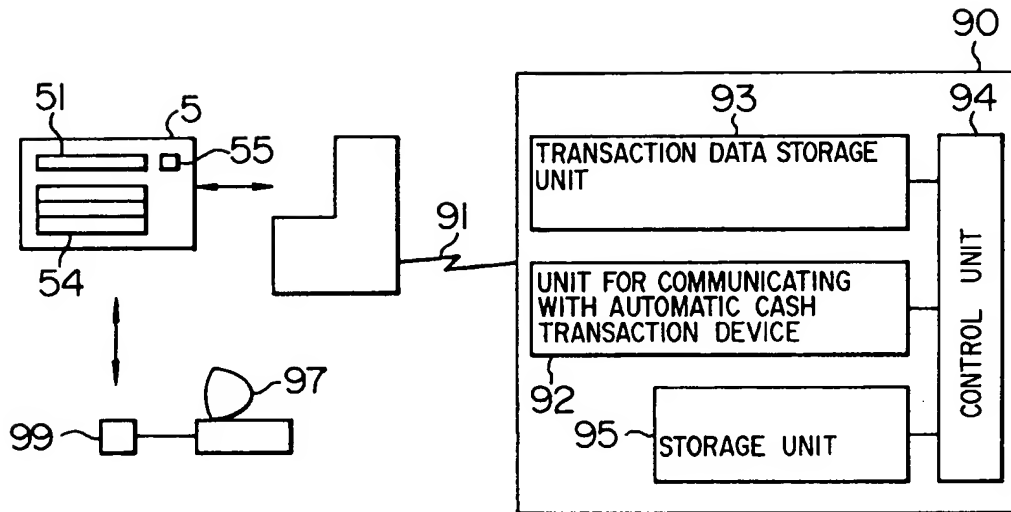 90
51
5
55
93
94
TRANSACTION DATA STORAGE
UNIT
54
91
UNIT FOR COMMUNICATING
WITH AUTOMATIC CASH
TRANSACTION DEVICE
CONTROL UNIT
97
92
99
95
STORAGE UNIT